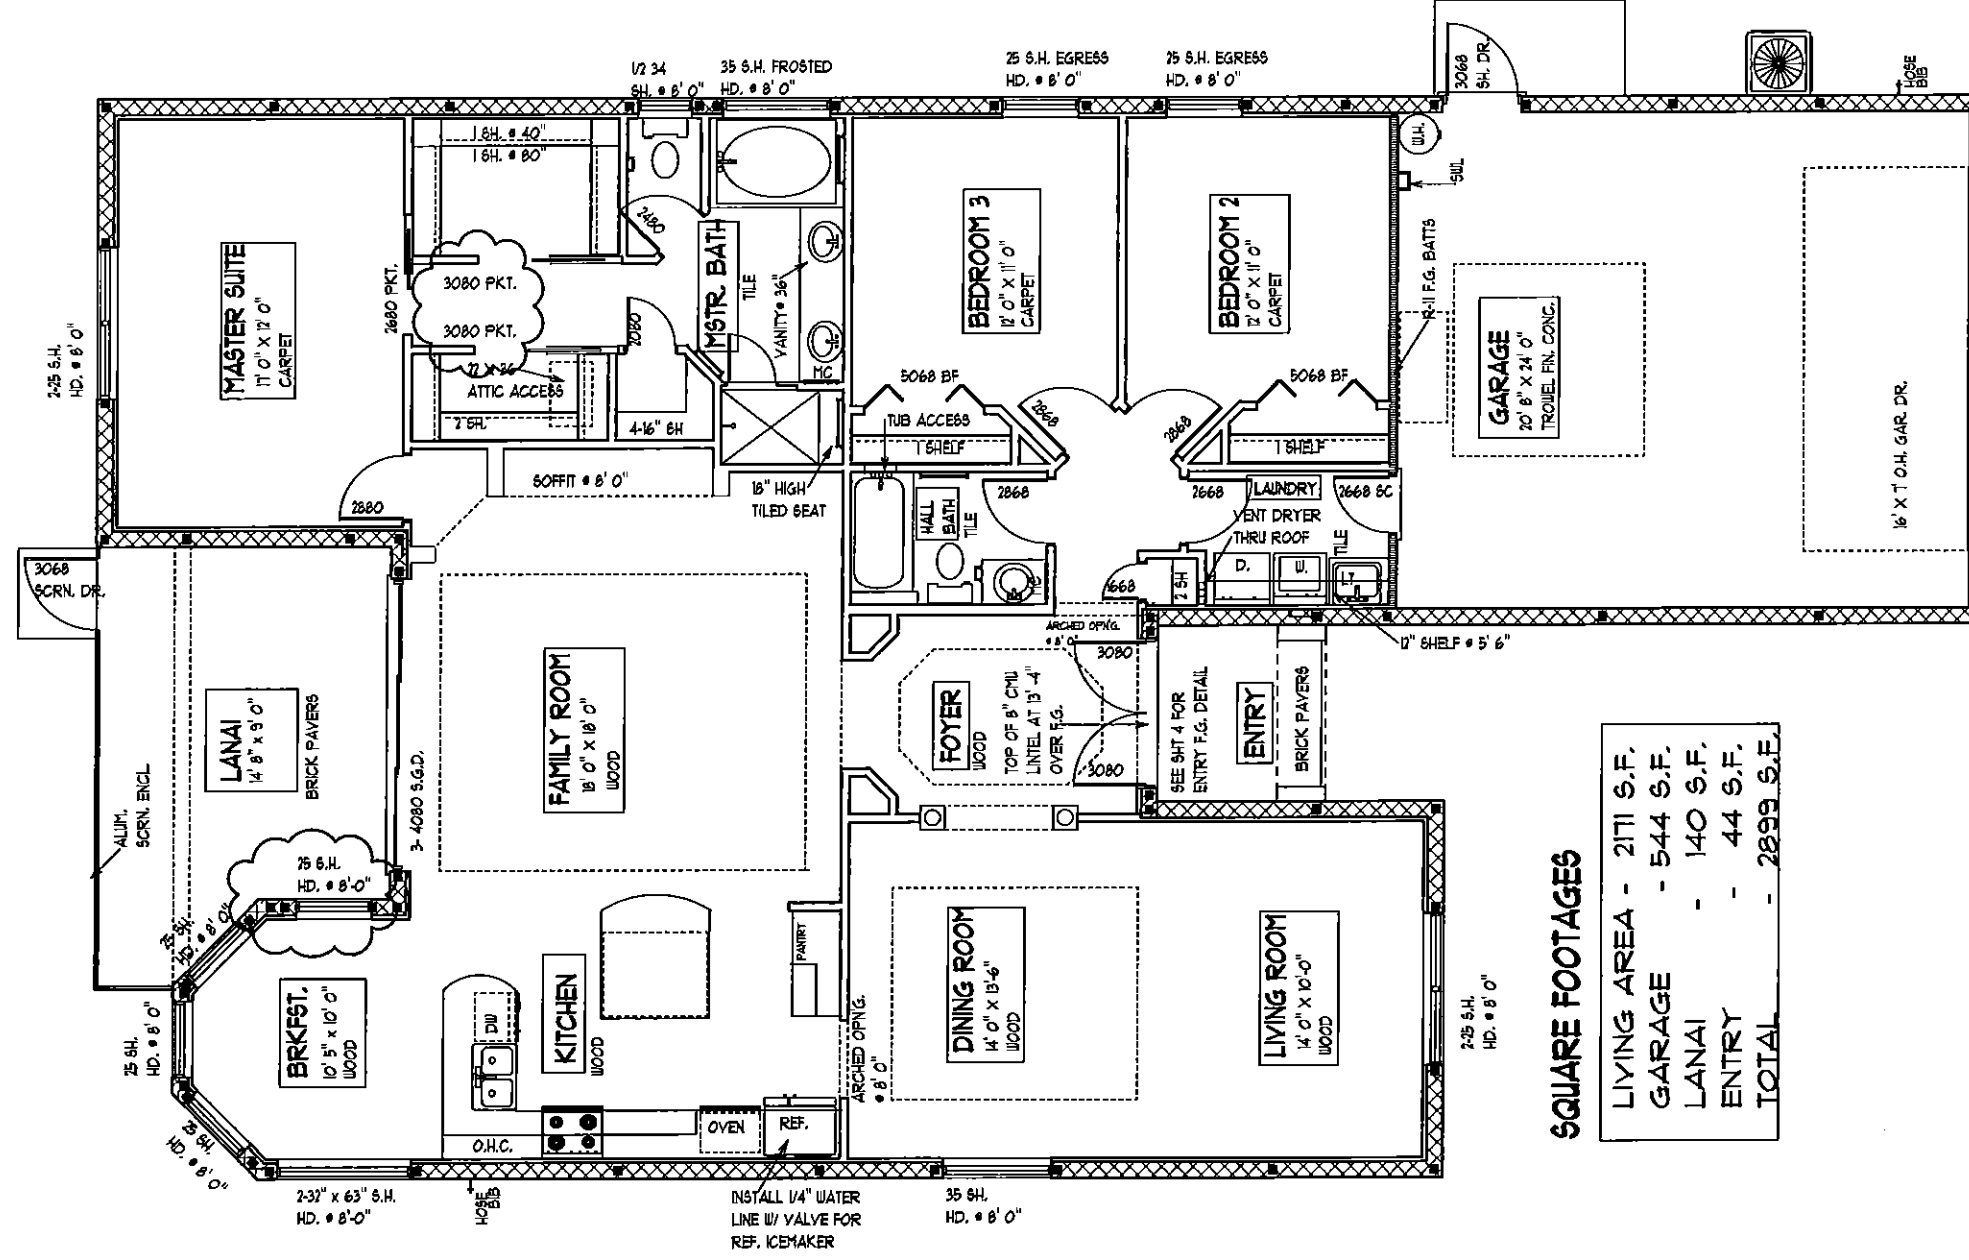 1/2 34
SH. @ 8' 0"
35 S.H. FROSTED
HD. @ 8' 0"
25 S.H. EGRESS
HD. @ 8' 0"
25 S.H. EGRESS
HD. @ 8' 0"
3068
SH. DR.
HOSE
BIB
1 SH. @ 40"
1 SH. @ 80"
W.H.
SWL
2480
MASTER SUITE
11' 0" X 12' 0"
CARPET
2-25 S.H.
HD. @ 8' 0"
2680 PKT.
3080 PKT.
3080 PKT.
22 X 36
ATTIC ACCESS
2 SH.
2080
4-16" SH
MSTR. BATH
TILE
VANITY @ 36"
MC
BEDROOM 3
12' 0" X 11' 0"
CARPET
BEDROOM 2
12' 0" X 11' 0"
CARPET
R-11 F.G. BATTS
GARAGE
20' 8" X 24' 0"
TROWEL FIN. CONC.
16' X 7' O.H. GAR. DR.
5068 BF
TUB ACCESS
1 SHELF
2868
2868
5068 BF
1 SHELF
SOFFIT @ 8' 0"
18" HIGH
TILED SEAT
2880
HALL
BATH
TILE
MC
2868
2668
LAUNDRY
VENT DRYER
THRU ROOF
2668 SC
TILE
D.
W.
LT
1668
2 SH
12" SHELF @ 5' 6"
3068
SCRN. DR.
LANAI
14' 8" x 9' 0"
BRICK PAVERS
ALUM.
SCRN. ENCL.
3- 4080 S.G.D.
FAMILY ROOM
18' 0" X 18' 0"
WOOD
ARCHED OPNG.
@ 8' 0"
3080
FOYER
WOOD
TOP OF 8" CMU
LINTEL AT 13' -4"
OVER F.G.
3080
SEE SHT 4 FOR
ENTRY F.G. DETAIL
ENTRY
BRICK PAVERS
25 S.H.
HD. @ 8'-0"
25 SH.
HD. @ 8' 0"
25 SH.
HD. @ 8' 0"
25 SH.
HD. @ 8' 0"
BRKFST.
10' 5" x 10' 0"
WOOD
DW
KITCHEN
WOOD
PANTRY
ARCHED OPNG.
@ 8' 0"
O.H.C.
OVEN
REF.
DINING ROOM
14' 0" X 13'-6"
WOOD
LIVING ROOM
14' 0" X 10'-0"
WOOD
2-25 S.H.
HD. @ 8' 0"
2-32" x 63" S.H.
HD. @ 8'-0"
HOSE
BIB
INSTALL 1/4" WATER
LINE W/ VALVE FOR
REF. ICEMAKER
35 SH.
HD. @ 8' 0"
SQUARE FOOTAGES
LIVING AREA - 2171 S.F.
GARAGE - 544 S.F.
LANAI - 140 S.F.
ENTRY - 44 S.F.
TOTAL - 2899 S.F.